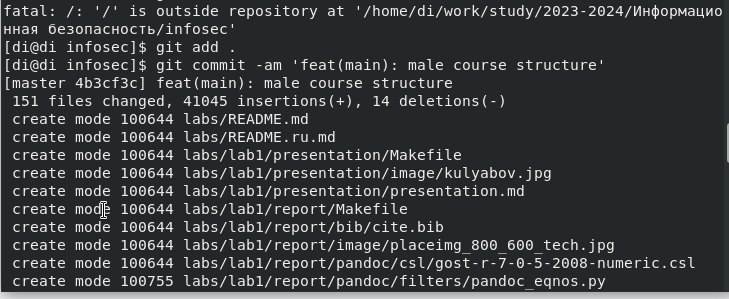 fatal: /: '/' is outside repository at '/home/di/work/study/2023-2024/Информацио
нная безопасность/infosec'
[di@di infosec]$ git add .
[di@di infosec]$ git commit -am 'feat(main): male course structure'
[master 4b3cf3c] feat(main): male course structure
 151 files changed, 41045 insertions(+), 14 deletions(-)
 create mode 100644 labs/README.md
 create mode 100644 labs/README.ru.md
 create mode 100644 labs/lab1/presentation/Makefile
 create mode 100644 labs/lab1/presentation/image/kulyabov.jpg
 create mode 100644 labs/lab1/presentation/presentation.md
 create mode 100644 labs/lab1/report/Makefile
 create mode 100644 labs/lab1/report/bib/cite.bib
 create mode 100644 labs/lab1/report/image/placeimg_800_600_tech.jpg
 create mode 100644 labs/lab1/report/pandoc/csl/gost-r-7-0-5-2008-numeric.csl
 create mode 100755 labs/lab1/report/pandoc/filters/pandoc_eqnos.py